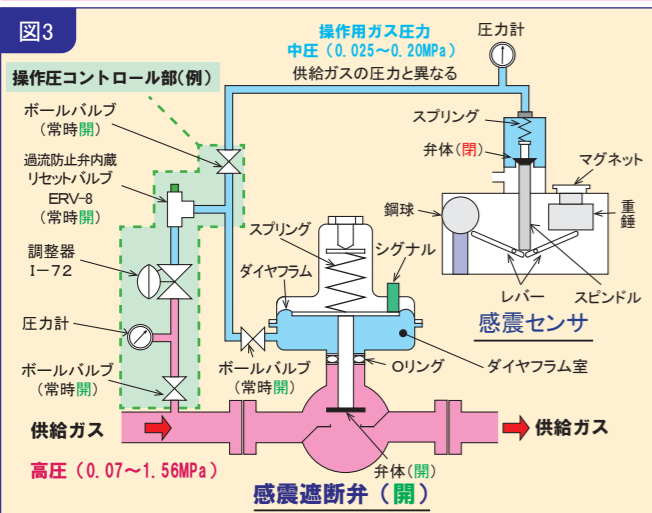 図3
操作用ガス圧力
中圧（0.025～0.20MPa）
供給ガスの圧力と異なる
圧力計
操作圧コントロール部(例)
ボールバルブ
(常時開)
過流防止弁内蔵
リセットバルブ
ERV-8
(常時開)
調整器
I-72
圧力計
ボールバルブ
(常時開)
スプリング
弁体(閉)
マグネット
鋼球
重錘
レバー
スピンドル
感震センサ
スプリング
シグナル
ダイヤフラム
ボールバルブ
(常時開)
Oリング
ダイヤフラム室
供給ガス
供給ガス
高圧（0.07～1.56MPa）
弁体(開)
感震遮断弁（開）